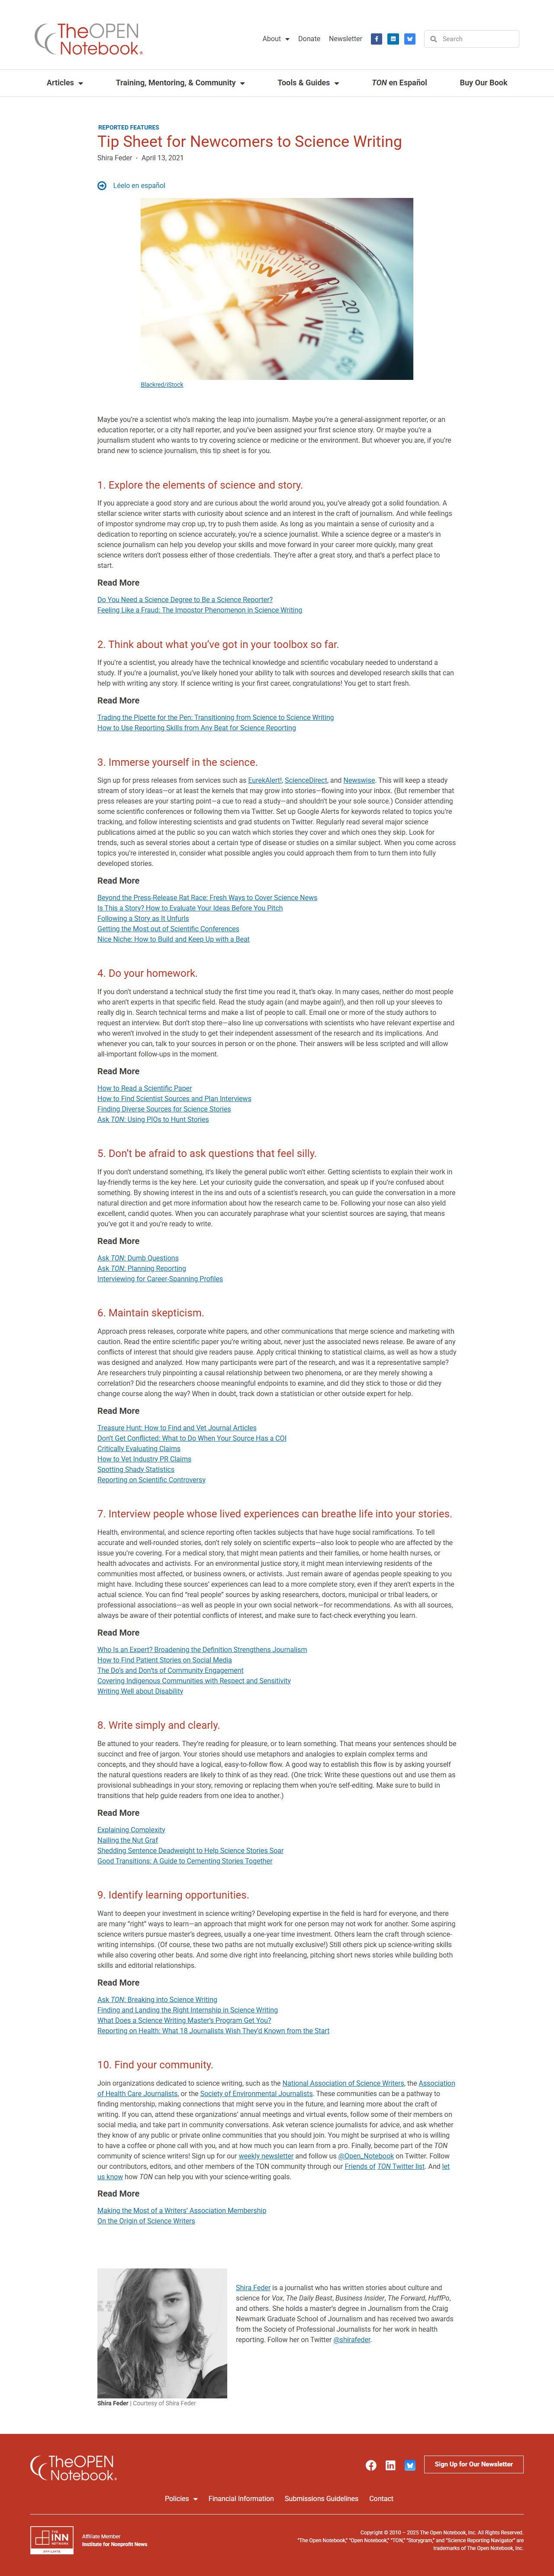 TheOPEN
Notebook
About
Donate
Newsletter
Search
Articles
Training, Mentoring, & Community
Tools & Guides
TON en Español
Buy Our Book
REPORTED FEATURES
Tip Sheet for Newcomers to Science Writing
Shira Feder · April 13, 2021
Léelo en español
Blackred/iStock
Maybe you're a scientist who's making the leap into journalism. Maybe you're a general-assignment reporter, or an
education reporter, or a city hall reporter, and you've been assigned your first science story. Or maybe you're a
journalism student who wants to try covering science or medicine or the environment. But whoever you are, if you're
brand new to science journalism, this tip sheet is for you.
1. Explore the elements of science and story.
If you appreciate a good story and are curious about the world around you, you've already got a solid foundation. A
stellar science writer starts with curiosity about science and an interest in the craft of journalism. And while feelings
of impostor syndrome may crop up, try to push them aside. As long as you maintain a sense of curiosity and a
dedication to reporting on science accurately, you're a science journalist. While a science degree or a master's in
science journalism can help you develop your skills and move forward in your career more quickly, many great
science writers don't possess either of those credentials. They're after a great story, and that's a perfect place to
start.
Read More
Do You Need a Science Degree to Be a Science Reporter?
Feeling Like a Fraud: The Impostor Phenomenon in Science Writing
2. Think about what you've got in your toolbox so far.
If you're a scientist, you already have the technical knowledge and scientific vocabulary needed to understand a
study. If you're a journalist, you've likely honed your ability to talk with sources and developed research skills that can
help with writing any story. If science writing is your first career, congratulations! You get to start fresh.
Read More
Trading the Pipette for the Pen: Transitioning from Science to Science Writing
How to Use Reporting Skills from Any Beat for Science Reporting
3. Immerse yourself in the science.
Sign up for press releases from services such as EurekAlert!, ScienceDirect, and Newswise. This will keep a steady
stream of story ideas—or at least the kernels that may grow into stories—flowing into your inbox. (But remember that
press releases are your starting point—a cue to read a study—and shouldn't be your sole source.) Consider attending
some scientific conferences or following them via Twitter. Set up Google Alerts for keywords related to topics you're
tracking, and follow interesting scientists and grad students on Twitter. Regularly read several major science
publications aimed at the public so you can watch which stories they cover and which ones they skip. Look for
trends, such as several stories about a certain type of disease or studies on a similar subject. When you come across
topics you're interested in, consider what possible angles you could approach them from to turn them into fully
developed stories.
Read More
Beyond the Press-Release Rat Race: Fresh Ways to Cover Science News
Is This a Story? How to Evaluate Your Ideas Before You Pitch
Following a Story as It Unfurls
Getting the Most out of Scientific Conferences
Nice Niche: How to Build and Keep Up with a Beat
4. Do your homework.
If you don't understand a technical study the first time you read it, that's okay. In many cases, neither do most people
who aren't experts in that specific field. Read the study again (and maybe again!), and then roll up your sleeves to
really dig in. Search technical terms and make a list of people to call. Email one or more of the study authors to
request an interview. But don't stop there—also line up conversations with scientists who have relevant expertise and
who weren't involved in the study to get their independent assessment of the research and its implications. And
whenever you can, talk to your sources in person or on the phone. Their answers will be less scripted and will allow
all-important follow-ups in the moment.
Read More
How to Read a Scientific Paper
How to Find Scientist Sources and Plan Interviews
Finding Diverse Sources for Science Stories
Ask TON: Using PIOs to Hunt Stories
5. Don't be afraid to ask questions that feel silly.
If you don't understand something, it's likely the general public won't either. Getting scientists to explain their work in
lay-friendly terms is the key here. Let your curiosity guide the conversation, and speak up if you're confused about
something. By showing interest in the ins and outs of a scientist's research, you can guide the conversation in a more
natural direction and get more information about how the research came to be. Following your nose can also yield
excellent, candid quotes. When you can accurately paraphrase what your scientist sources are saying, that means
you've got it and you're ready to write.
Read More
Ask TON: Dumb Questions
Ask TON: Planning Reporting
Interviewing for Career-Spanning Profiles
6. Maintain skepticism.
Approach press releases, corporate white papers, and other communications that merge science and marketing with
caution. Read the entire scientific paper you're writing about, never just the associated news release. Be aware of any
conflicts of interest that should give readers pause. Apply critical thinking to statistical claims, as well as how a study
was designed and analyzed. How many participants were part of the research, and was it a representative sample?
Are researchers truly pinpointing a causal relationship between two phenomena, or are they merely showing a
correlation? Did the researchers choose meaningful endpoints to examine, and did they stick to those or did they
change course along the way? When in doubt, track down a statistician or other outside expert for help.
Read More
Treasure Hunt: How to Find and Vet Journal Articles
Don't Get Conflicted: What to Do When Your Source Has a COI
Critically Evaluating Claims
How to Vet Industry PR Claims
Spotting Shady Statistics
Reporting on Scientific Controversy
7. Interview people whose lived experiences can breathe life into your stories.
Health, environmental, and science reporting often tackles subjects that have huge social ramifications. To tell
accurate and well-rounded stories, don't rely solely on scientific experts—also look to people who are affected by the
issue you're covering. For a medical story, that might mean patients and their families, or home health nurses, or
health advocates and activists. For an environmental justice story, it might mean interviewing residents of the
communities most affected, or business owners, or activists. Just remain aware of agendas people speaking to you
might have. Including these sources' experiences can lead to a more complete story, even if they aren't experts in the
actual science. You can find "real people" sources by asking researchers, doctors, municipal or tribal leaders, or
professional associations—as well as people in your own social network—for recommendations. As with all sources,
always be aware of their potential conflicts of interest, and make sure to fact-check everything you learn.
Read More
Who Is an Expert? Broadening the Definition Strengthens Journalism
How to Find Patient Stories on Social Media
The Do's and Don'ts of Community Engagement
Covering Indigenous Communities with Respect and Sensitivity
Writing Well about Disability
8. Write simply and clearly.
Be attuned to your readers. They're reading for pleasure, or to learn something. That means your sentences should be
succinct and free of jargon. Your stories should use metaphors and analogies to explain complex terms and
concepts, and they should have a logical, easy-to-follow flow. A good way to establish this flow is by asking yourself
the natural questions readers are likely to think of as they read. (One trick: Write these questions out and use them as
provisional subheadings in your story, removing or replacing them when you're self-editing. Make sure to build in
transitions that help guide readers from one idea to another.)
Read More
Explaining Complexity
Nailing the Nut Graf
Shedding Sentence Deadweight to Help Science Stories Soar
Good Transitions: A Guide to Cementing Stories Together
9. Identify learning opportunities.
Want to deepen your investment in science writing? Developing expertise in the field is hard for everyone, and there
are many "right" ways to learn—an approach that might work for one person may not work for another. Some aspiring
science writers pursue master's degrees, usually a one-year time investment. Others learn the craft through science-
writing internships. (Of course, these two paths are not mutually exclusive!) Still others pick up science-writing skills
while also covering other beats. And some dive right into freelancing, pitching short news stories while building both
skills and editorial relationships.
Read More
Ask TON: Breaking into Science Writing
Finding and Landing the Right Internship in Science Writing
What Does a Science Writing Master's Program Get You?
Reporting on Health: What 18 Journalists Wish They'd Known from the Start
10. Find your community.
Join organizations dedicated to science writing, such as the National Association of Science Writers, the Association
of Health Care Journalists, or the Society of Environmental Journalists. These communities can be a pathway to
finding mentorship, making connections that might serve you in the future, and learning more about the craft of
writing. If you can, attend these organizations' annual meetings and virtual events, follow some of their members on
social media, and take part in community conversations. Ask veteran science journalists for advice, and ask whether
they know of any public or private online communities that you should join. You might be surprised at who is willing
to have a coffee or phone call with you, and at how much you can learn from a pro. Finally, become part of the TON
community of science writers! Sign up for our weekly newsletter and follow us @Open_Notebook on Twitter. Follow
our contributors, editors, and other members of the TON community through our Friends of TON Twitter list. And let
us know how TON can help you with your science-writing goals.
Read More
Making the Most of a Writers' Association Membership
On the Origin of Science Writers
Shira Feder is a journalist who has written stories about culture and
science for Vox, The Daily Beast, Business Insider, The Forward, HuffPo,
and others. She holds a master's degree in Journalism from the Craig
Newmark Graduate School of Journalism and has received two awards
from the Society of Professional Journalists for her work in health
reporting. Follow her on Twitter @shirafeder.
Shira Feder | Courtesy of Shira Feder
TheOPEN
Notebook
Sign Up for Our Newsletter
Policies
Financial Information
Submissions Guidelines
Contact
THE
INN
NETWORK
AFFILIATE
Affiliate Member
Institute for Nonprofit News
Copyright © 2010 – 2025 The Open Notebook, Inc. All Rights Reserved.
"The Open Notebook," "Open Notebook," "TON," "Storygram," and "Science Reporting Navigator" are
trademarks of The Open Notebook, Inc.